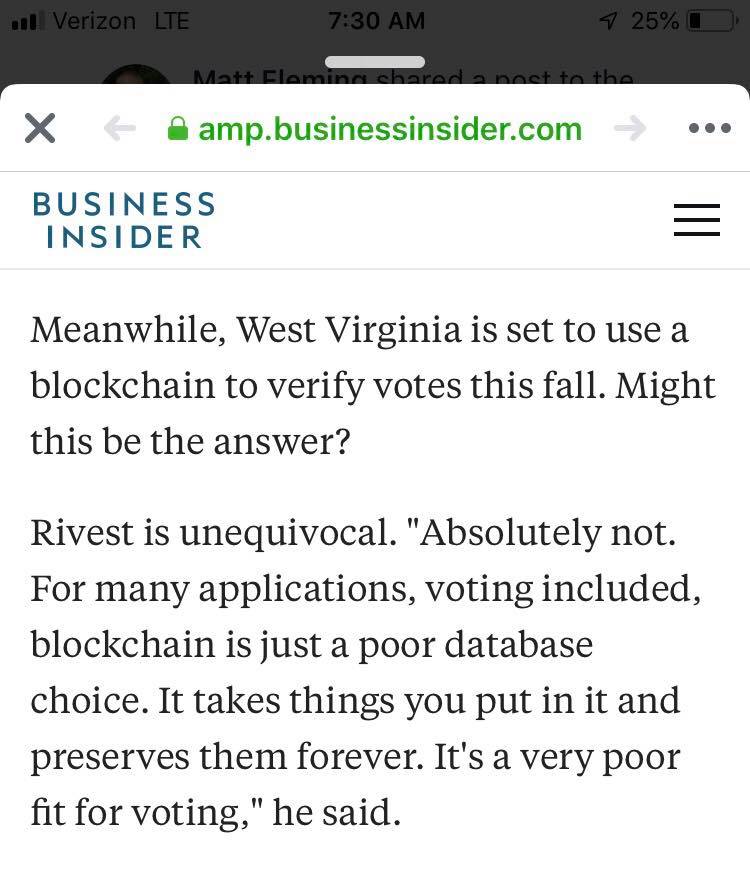 Verizon LTE 7:30 AM 25%
Matt Fleming shared a post to the
amp.businessinsider.com
BUSINESS
INSIDER
Meanwhile, West Virginia is set to use a
blockchain to verify votes this fall. Might
this be the answer?
Rivest is unequivocal. "Absolutely not.
For many applications, voting included,
blockchain is just a poor database
choice. It takes things you put in it and
preserves them forever. It's a very poor
fit for voting," he said.